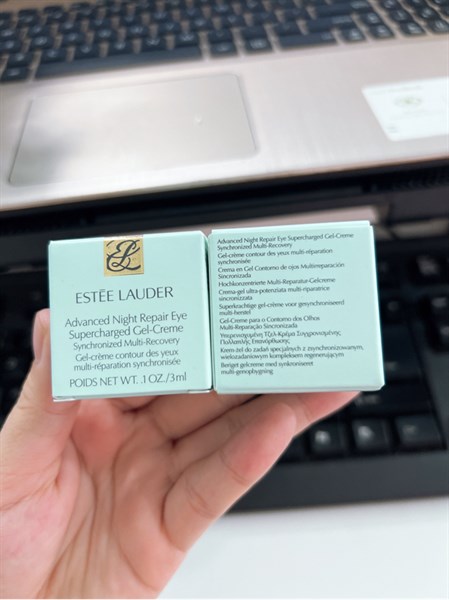 ESTĒE LAUDER
Advanced Night Repair Eye
Supercharged Gel-Creme
Synchronized Multi-Recovery
Gel-crème contour des yeux
multi-réparation synchronisée
POIDS NET WT. .1 OZ./3ml
Advanced Night Repair Eye Supercharged Gel-Creme
Synchronized Multi-Recovery
Gel-crème contour des yeux multi-réparation
synchronisée
Crema en Gel Contorno de ojos Multirreparación
Sincronizada
Hochkonzentrierte Multi-Reparatur-Gelcreme
Crema-gel ultra-potenziata multi-riparatrice
sincronizzata
Superkrachtige gel-crème voor gesynchroniseerd
multi-herstel
Gel-Creme para o Contorno dos Olhos
Multi-Reparação Sincronizada
Υπερενισχυμένη Τζελ-Κρέμα Συγχρονισμένης
Πολλαπλής Επανόρθωσης
Krem-żel do zadań specjalnych z zsynchronizowanym,
wielozadaniowym kompleksem regenerującym
Beriget gelcreme med synkroniseret
multi-genopbygning